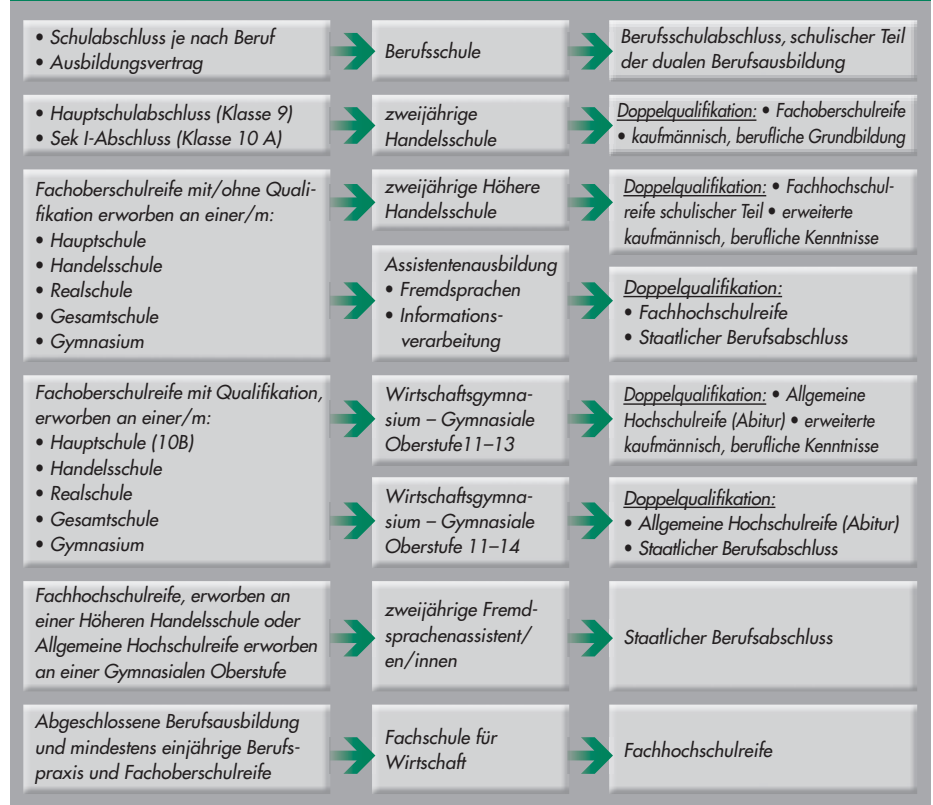 • Schulabschluss je nach Beruf
• Ausbildungsvertrag
Berufsschule
Berufsschulabschluss, schulischer Teil
der dualen Berufsausbildung
• Hauptschulabschluss (Klasse 9)
• Sek I-Abschluss (Klasse 10 A)
zweijährige
Handelsschule
Doppelqualifikation: • Fachoberschulreife
• kaufmännisch, berufliche Grundbildung
Fachoberschulreife mit/ohne Quali-
fikation erworben an einer/m:
• Hauptschule
• Handelsschule
• Realschule
• Gesamtschule
• Gymnasium
zweijährige Höhere
Handelsschule
Doppelqualifikation: • Fachhochschul-
reife schulischer Teil • erweiterte
kaufmännisch, berufliche Kenntnisse
Assistentenausbildung
• Fremdsprachen
• Informations-
verarbeitung
Doppelqualifikation:
• Fachhochschulreife
• Staatlicher Berufsabschluss
Fachoberschulreife mit Qualifikation,
erworben an einer/m:
• Hauptschule (10B)
• Handelsschule
• Realschule
• Gesamtschule
• Gymnasium
Wirtschaftsgymna-
sium – Gymnasiale
Oberstufe11–13
Doppelqualifikation: • Allgemeine
Hochschulreife (Abitur) • erweiterte
kaufmännisch, berufliche Kenntnisse
Wirtschaftsgymna-
sium – Gymnasiale
Oberstufe 11–14
Doppelqualifikation:
• Allgemeine Hochschulreife (Abitur)
• Staatlicher Berufsabschluss
Fachhochschulreife, erworben an
einer Höheren Handelsschule oder
Allgemeine Hochschulreife erworben
an einer Gymnasialen Oberstufe
zweijährige Fremd-
sprachenassistent/
en/innen
Staatlicher Berufsabschluss
Abgeschlossene Berufsausbildung
und mindestens einjährige Berufs-
praxis und Fachoberschulreife
Fachschule für
Wirtschaft
Fachhochschulreife